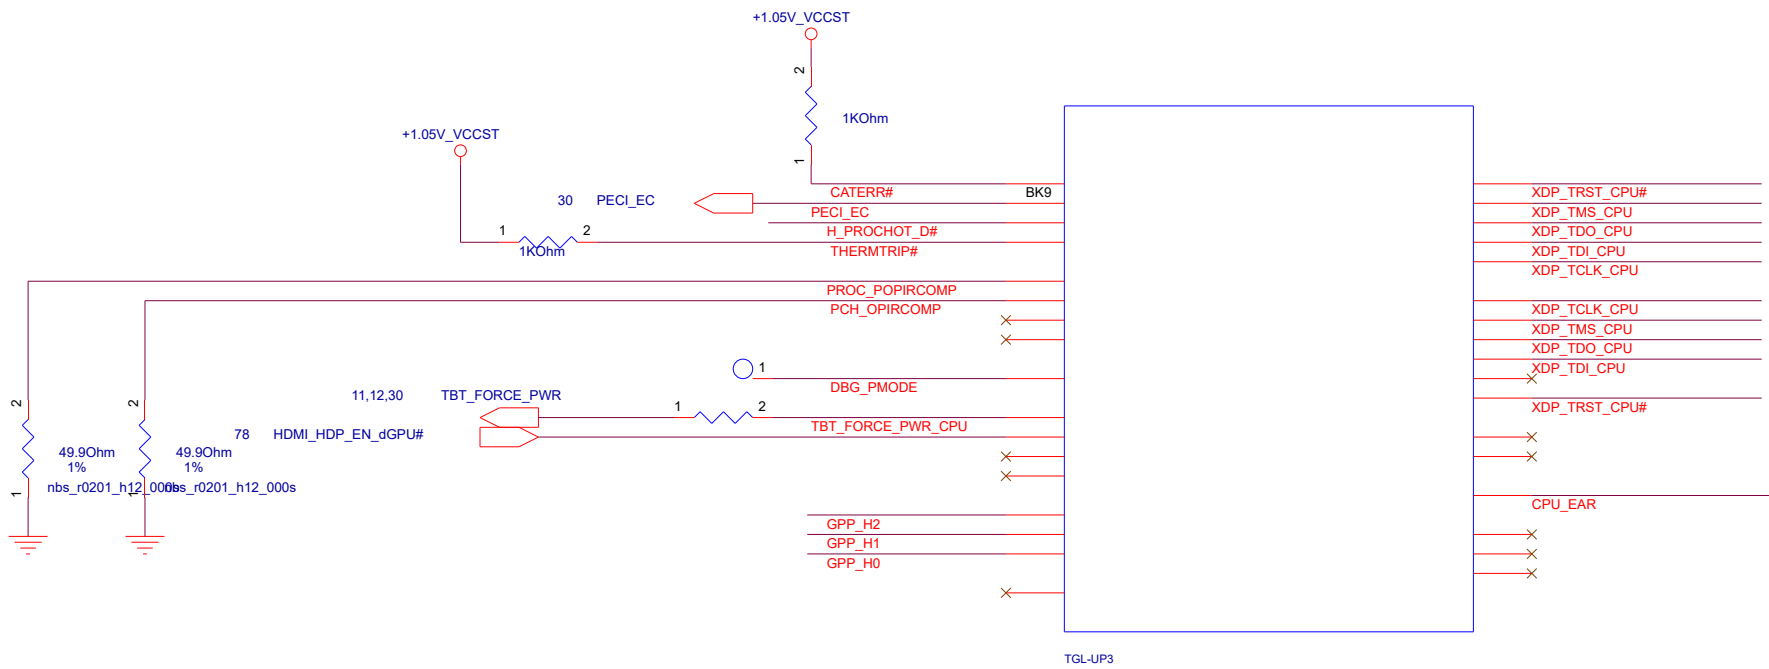 +1.05V_VCCST
2
1KOhm
1
+1.05V_VCCST
CATERR#
BK9
30 PECI_EC
PECI_EC
1
2
H_PROCHOT_D#
1KOhm
THERMTRIP#
PROC_POPIRCOMP
PCH_OPIRCOMP
1
DBG_PMODE
11,12,30 TBT_FORCE_PWR
1
2
TBT_FORCE_PWR_CPU
78 HDMI_HDP_EN_dGPU#
2
49.9Ohm
1%
1
nbs_r0201_h12_000s
2
49.9Ohm
1%
1
nbs_r0201_h12_000s
GPP_H2
GPP_H1
GPP_H0
XDP_TRST_CPU#
XDP_TMS_CPU
XDP_TDO_CPU
XDP_TDI_CPU
XDP_TCLK_CPU
XDP_TCLK_CPU
XDP_TMS_CPU
XDP_TDO_CPU
XDP_TDI_CPU
XDP_TRST_CPU#
CPU_EAR
TGL-UP3